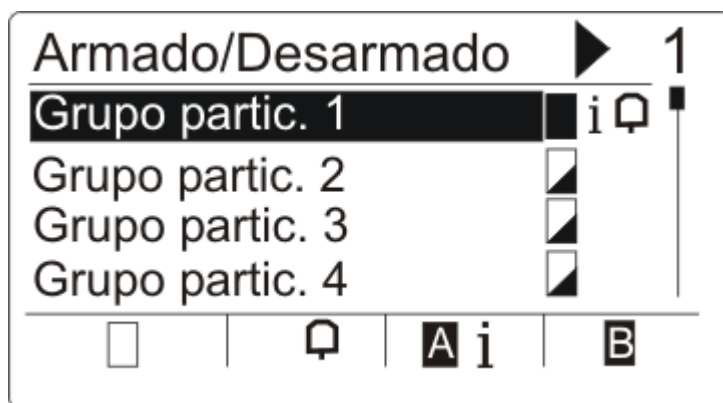 Armado/Desarmado 1
Grupo partic. 1 i
Grupo partic. 2
Grupo partic. 3
Grupo partic. 4
A i B